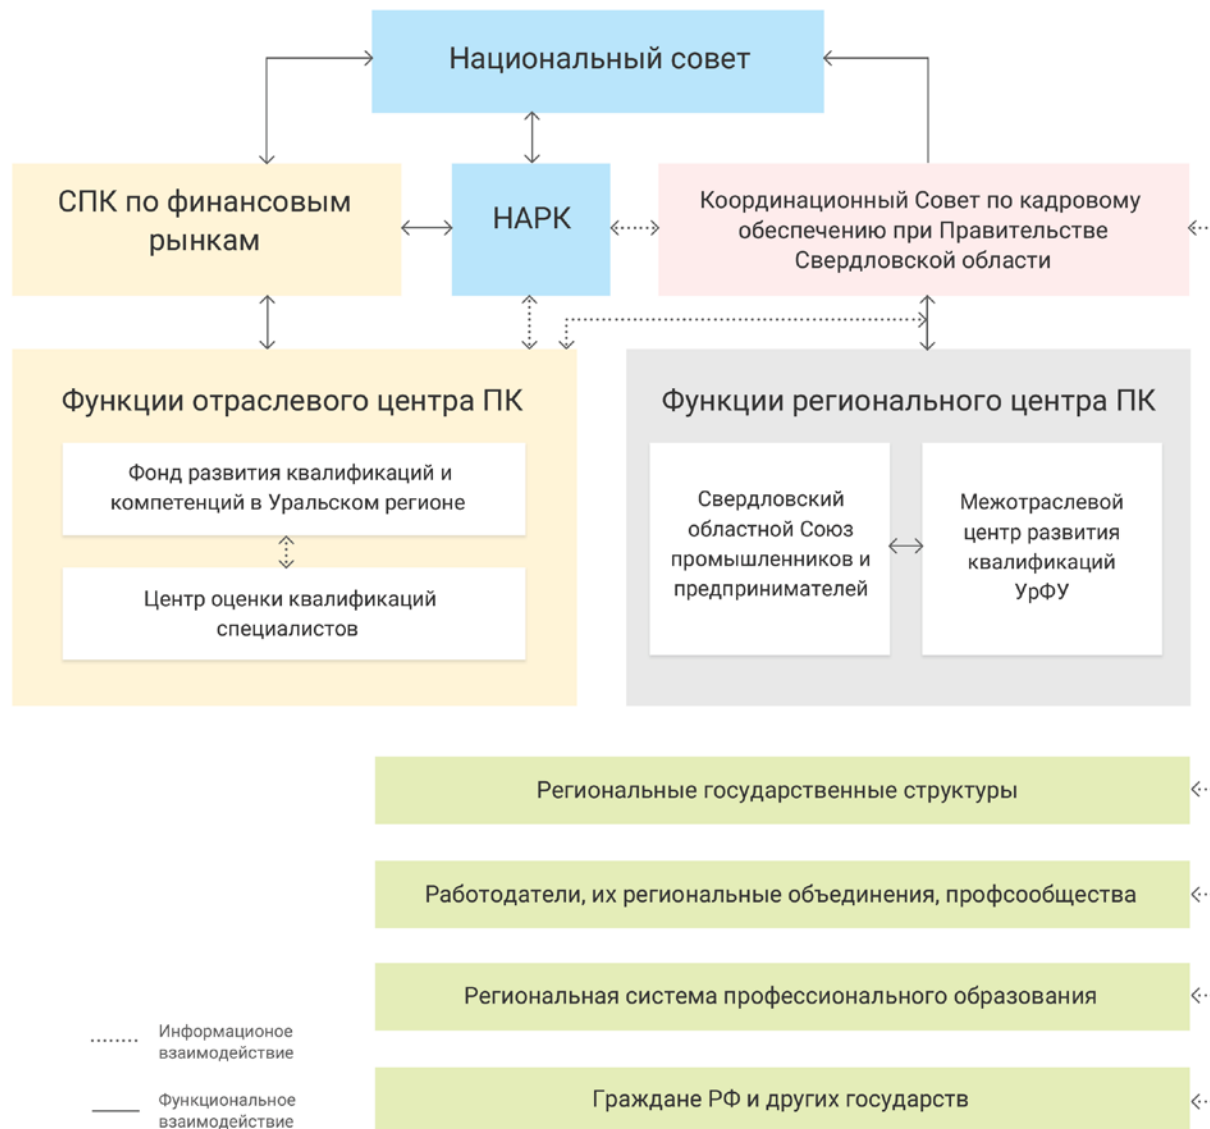 Национальный совет
СПК по финансовым
рынкам
НАРК
Координационный Совет по кадровому
обеспечению при Правительстве
Свердловской области
Функции отраслевого центра ПК
Фонд развития квалификаций и
компетенций в Уральском регионе
Центр оценки квалификаций
специалистов
Функции регионального центра ПК
Свердловский
областной Союз
промышленников и
предпринимателей
Межотраслевой
центр развития
квалификаций
УрФУ
Региональные государственные структуры
Работодатели, их региональные объединения, профсообщества
Региональная система профессионального образования
Граждане РФ и других государств
Информационое
взаимодействие
Функциональное
взаимодействие